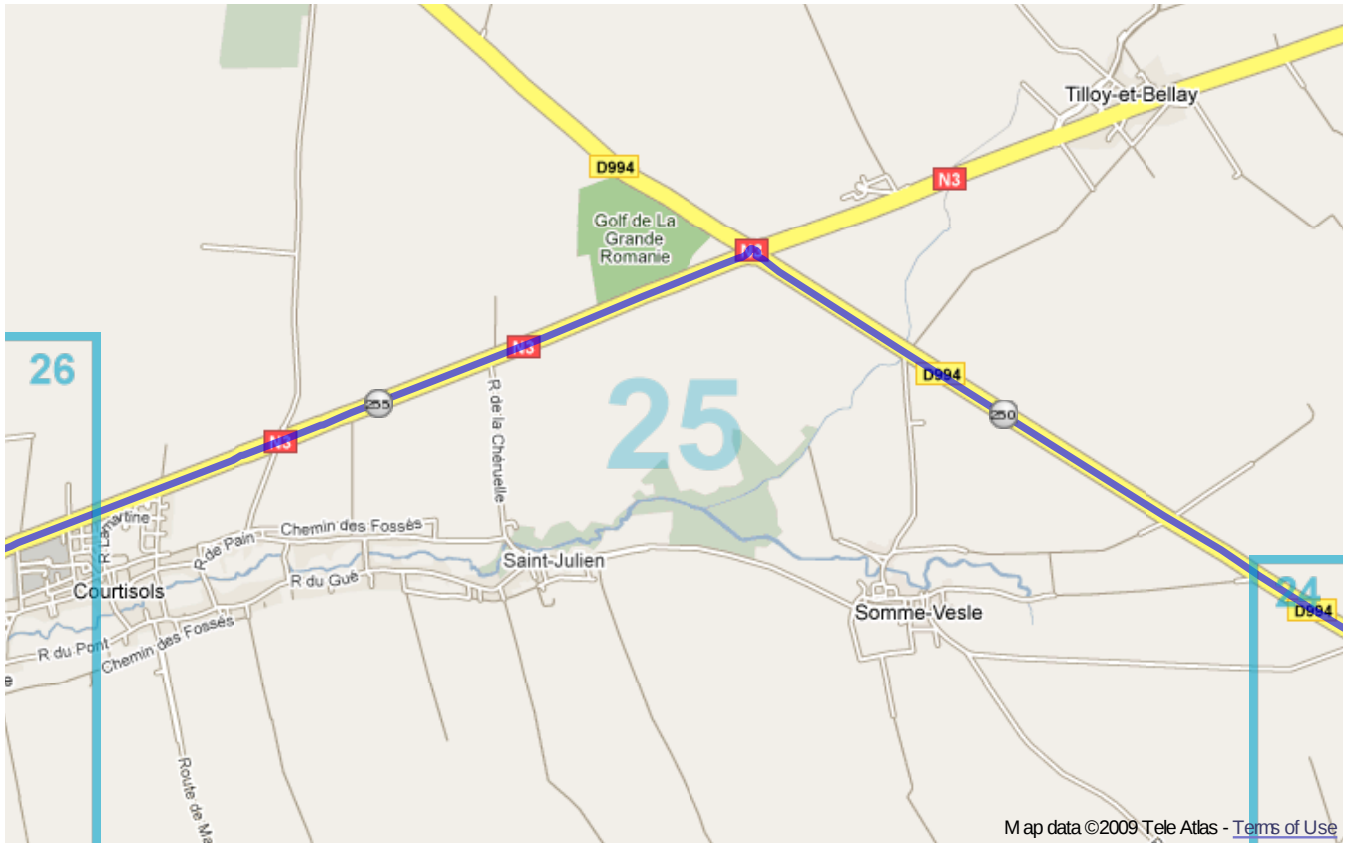 Tilloy-et-Bellay
D994
N3
Golf de La
Grande
Romanie
N3
N3
26
D994
25
255
250
N3
R de la Chéruelle
R Lamartine
Chemin des Fossés
R de Pain
Saint-Julien
R du Gué
Courtisols
24
D994
Somme-Vesle
R du Pont
Chemin des Fossés
e
Route de Ma
Map data ©2009 Tele Atlas - Terms of Use